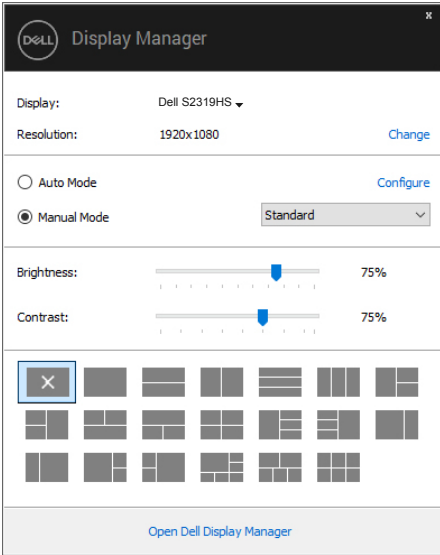 x
DELL Display Manager
Display: Dell S2319HS
Resolution: 1920x1080 Change
Auto Mode Configure
Manual Mode Standard
Brightness: 75%
Contrast: 75%
Open Dell Display Manager